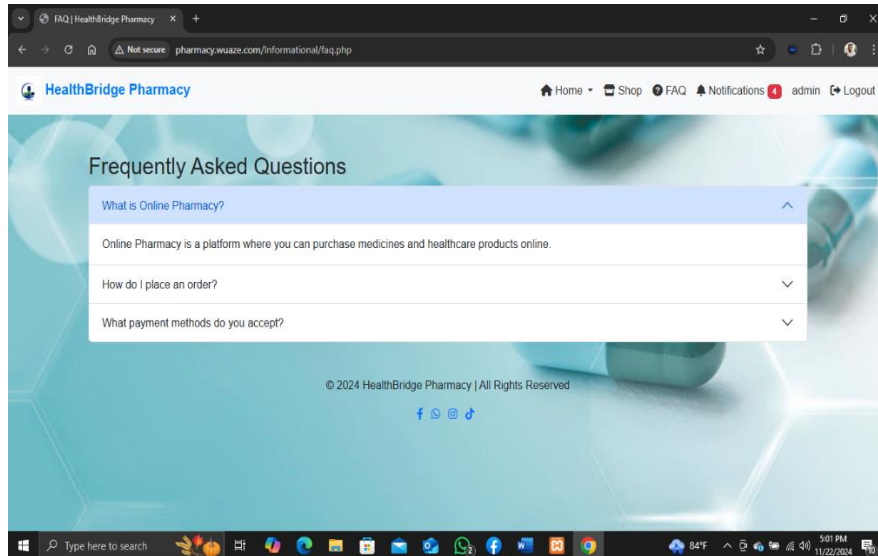 FAQ | HealthBridge Pharmacy
Not secure pharmacy.wuaze.com/Informational/faq.php
HealthBridge Pharmacy
Home Shop FAQ Notifications 4 admin Logout
Frequently Asked Questions
What is Online Pharmacy?
Online Pharmacy is a platform where you can purchase medicines and healthcare products online.
How do I place an order?
What payment methods do you accept?
© 2024 HealthBridge Pharmacy | All Rights Reserved
Type here to search
84°F
5:01 PM
11/22/2024